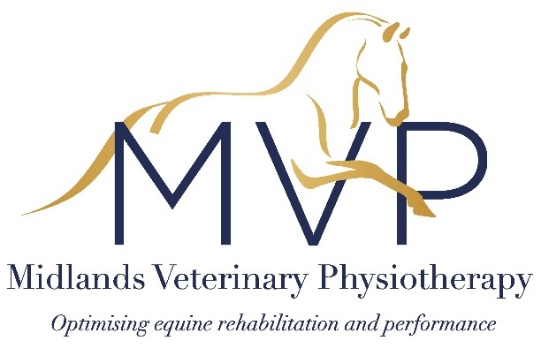 MVP
Midlands Veterinary Physiotherapy
Optimising equine rehabilitation and performance